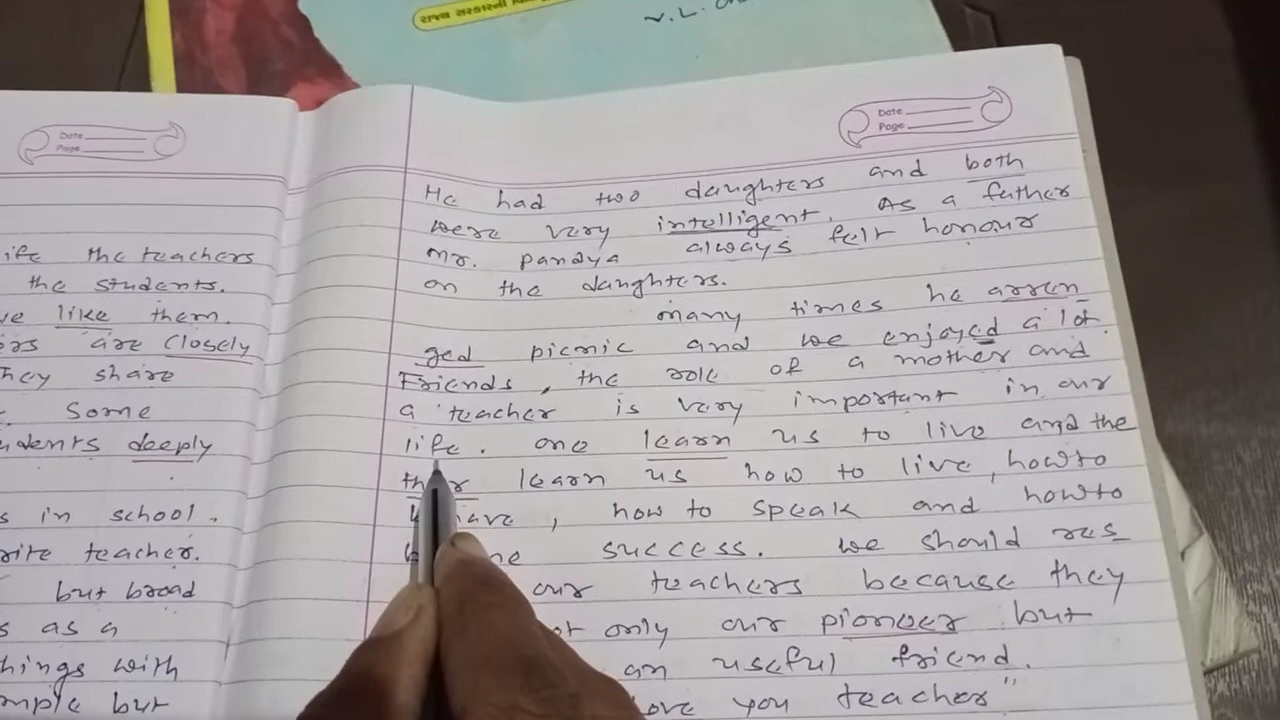 રાજ્ય સરકારની
V. L.
Date
Page
the teachers
the students.
like them.
are closely
share
Some
deeply
.
s in school.
teacher.
but broad
as a
with
but
Date
Page
He had two daughters and both
were very intelligent. As a father
mr. pandya always felt honour
on the daughters.
many times he arren
ged picnic and we enjoyed a lot.
Friends, the role of a mother and
a teacher is very important in our
life. one learn us to live and the
learn us how to live, how to
, how to speak and how to
success. we should res
our teachers because they
only our pioneer but
an useful friend.
you teacher"